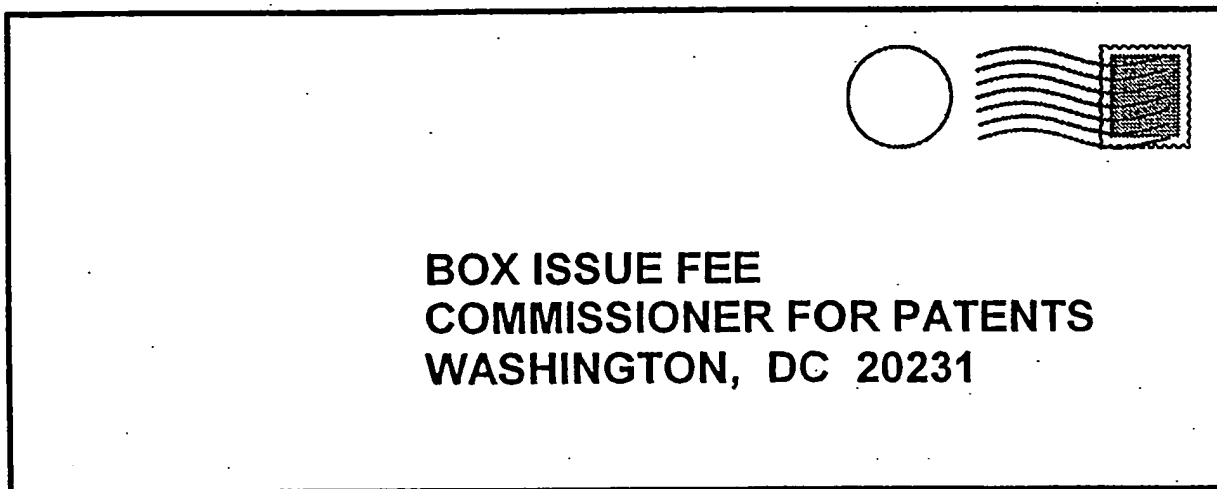 BOX ISSUE FEE
COMMISSIONER FOR PATENTS
WASHINGTON, DC 20231